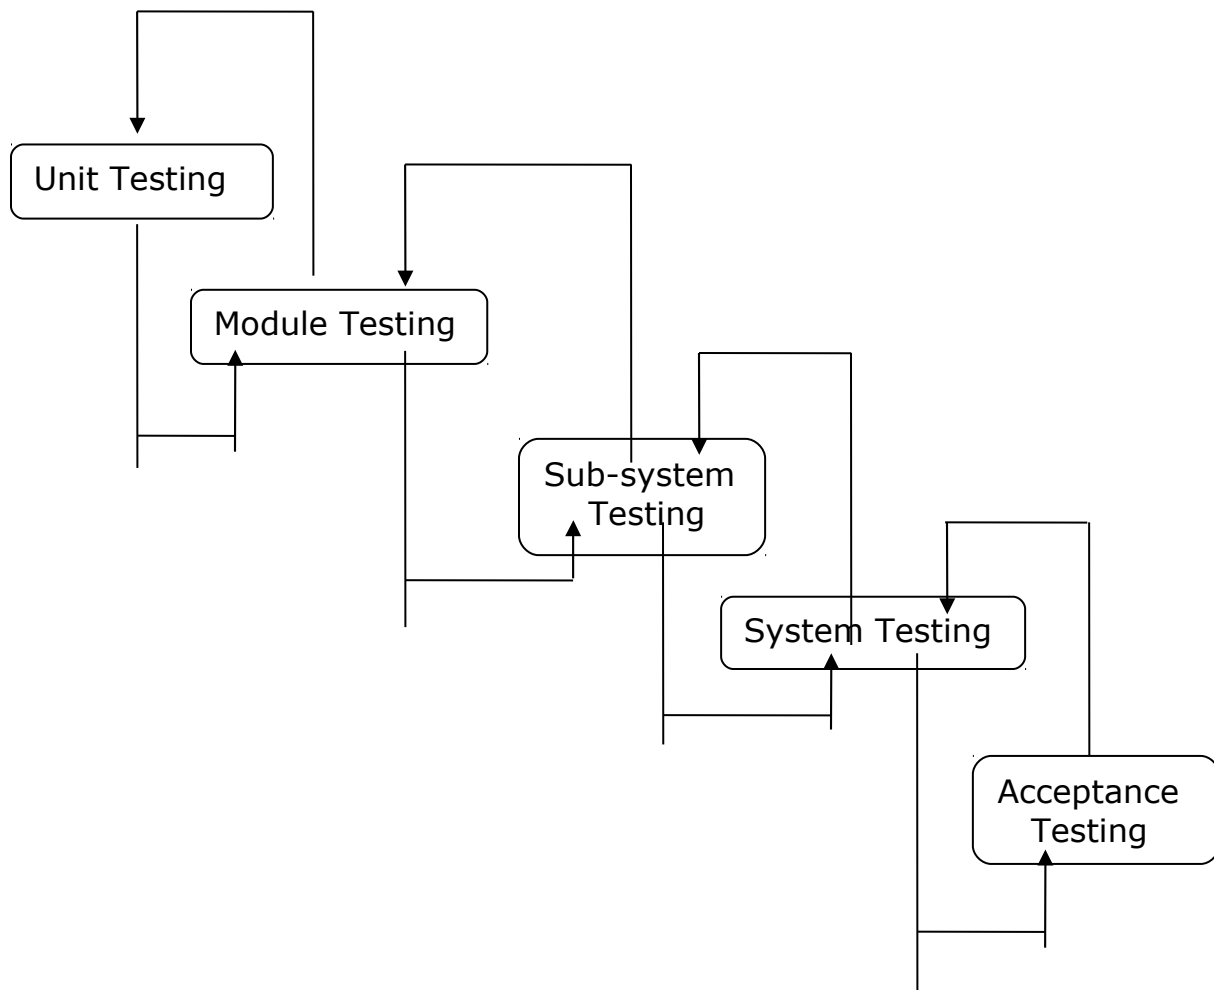 Unit Testing
Module Testing
Sub-system
Testing
System Testing
Acceptance
Testing